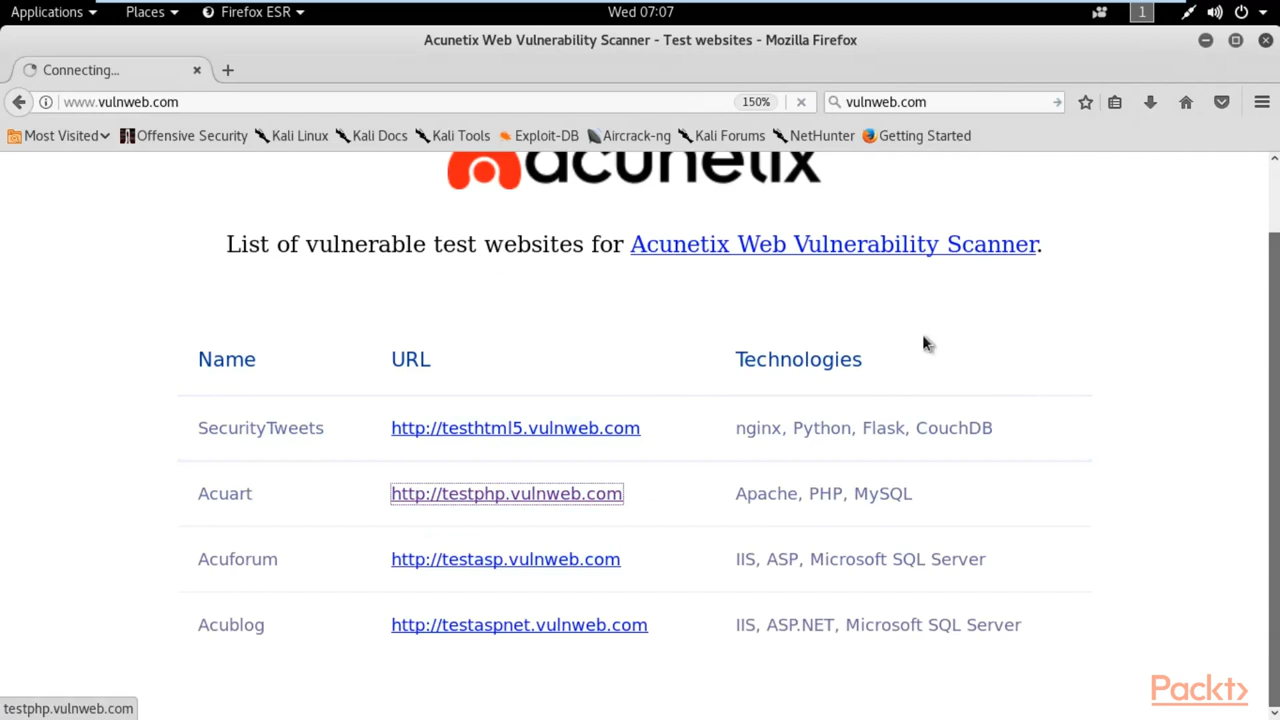 Applications Places Firefox ESR Wed 07:07 1
Acunetix Web Vulnerability Scanner - Test websites - Mozilla Firefox
Connecting...
www.vulnweb.com 150% vulnweb.com
Most Visited Offensive Security Kali Linux Kali Docs Kali Tools Exploit-DB Aircrack-ng Kali Forums NetHunter Getting Started
acunetix
List of vulnerable test websites for Acunetix Web Vulnerability Scanner.
Name URL Technologies
SecurityTweets http://testhtml5.vulnweb.com nginx, Python, Flask, CouchDB
Acuart http://testphp.vulnweb.com Apache, PHP, MySQL
Acuforum http://testasp.vulnweb.com IIS, ASP, Microsoft SQL Server
Acublog http://testaspnet.vulnweb.com IIS, ASP.NET, Microsoft SQL Server
Packt>
testphp.vulnweb.com